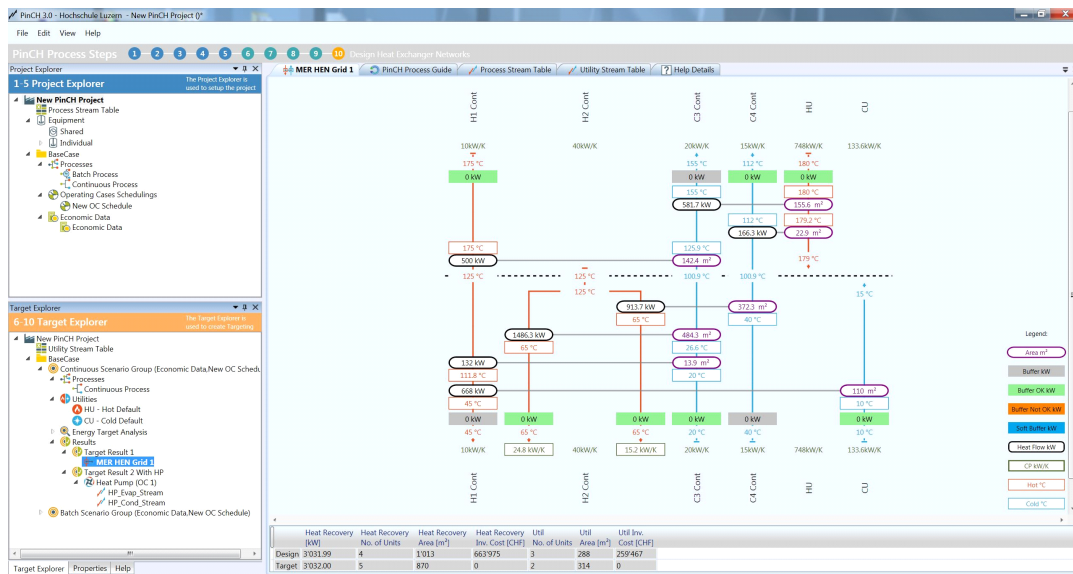 PinCH 3.0 - Hochschule Luzern - New PinCH Project ()*
File Edit View Help
PinCH Process Steps 1 2 3 4 5 6 7 8 9 10 Design Heat Exchanger Networks
Project Explorer
1-5 Project Explorer
The Project Explorer is
used to setup the project
New PinCH Project
Process Stream Table
Equipment
Shared
Individual
BaseCase
Processes
Batch Process
Continuous Process
Operating Cases Schedulings
New OC Schedule
Economic Data
Economic Data
Target Explorer
6-10 Target Explorer
The Target Explorer is
used to create Targeting
New PinCH Project
Utility Stream Table
BaseCase
Continuous Scenario Group (Economic Data,New OC Schedu
Processes
Continuous Process
Utilities
HU - Hot Default
CU - Cold Default
Energy Target Analysis
Results
Target Result 1
MER HEN Grid 1
Target Result 2 With HP
Heat Pump (OC 1)
HP_Evap_Stream
HP_Cond_Stream
Batch Scenario Group (Economic Data,New OC Schedule)
Target Explorer Properties Help
MER HEN Grid 1 PinCH Process Guide Process Stream Table Utility Stream Table Help Details
H1 Cont H2 Cont C3 Cont C4 Cont HU CU
10kW/K 40kW/K 20kW/K 15kW/K 748kW/K 133.6kW/K
175 °C 155 °C 112 °C 180 °C
0 kW 0 kW 0 kW 0 kW
155 °C 180 °C
581.7 kW 155.6 m²
112 °C 179.2 °C
166.3 kW 22.9 m²
175 °C 125.9 °C
500 kW 142.4 m² 179 °C
125 °C 125 °C 100.9 °C 100.9 °C
125 °C 15 °C
913.7 kW 372.3 m²
65 °C 40 °C
1486.3 kW 484.3 m²
65 °C 26.6 °C
132 kW 13.9 m²
111.8 °C 20 °C
668 kW 110 m²
45 °C 10 °C
0 kW 0 kW 0 kW 0 kW 0 kW 0 kW
45 °C 65 °C 65 °C 20 °C 40 °C 10 °C
10kW/K 24.8 kW/K 40kW/K 15.2 kW/K 20kW/K 15kW/K 748kW/K 133.6kW/K
H1 Cont H2 Cont C3 Cont C4 Cont HU CU
Legend:
Area m²
Buffer kW
Buffer OK kW
Buffer Not OK kW
Soft Buffer kW
Heat Flow kW
CP kW/K
Hot °C
Cold °C
Heat Recovery Heat Recovery Heat Recovery Heat Recovery Util Util Util Inv.
[kW] No. of Units Area [m²] Inv. Cost [CHF] No. of Units Area [m²] Cost [CHF]
Design 3'031.99 4 1'013 663'975 3 288 259'467
Target 3'032.00 5 870 0 2 314 0